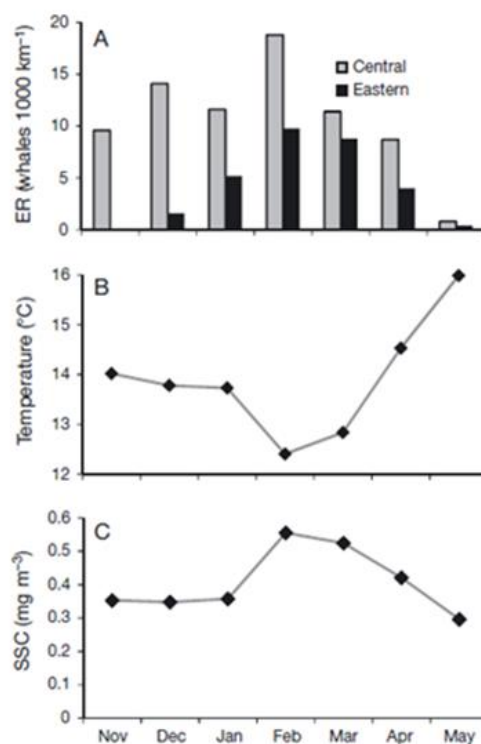 A
ER (whales 1000 km⁻¹)
20
15
10
5
0
Central
Eastern
B
Temperature (°C)
16
15
14
13
12
C
SSC (mg m⁻³)
0.6
0.5
0.4
0.3
0.2
0.1
0
Nov Dec Jan Feb Mar Apr May